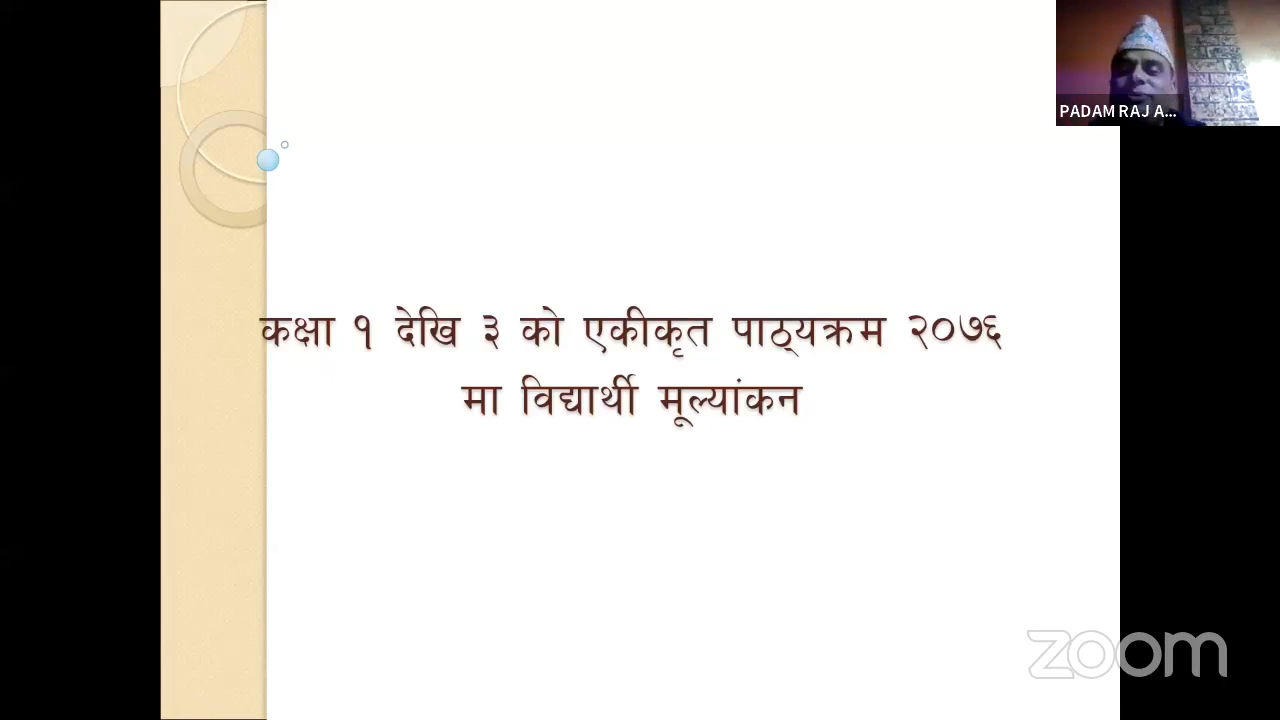 PADAM RAJ A...
कक्षा १ देखि ३ को एकीकृत पाठ्यक्रम २०७६
मा विद्यार्थी मूल्यांकन
zoom